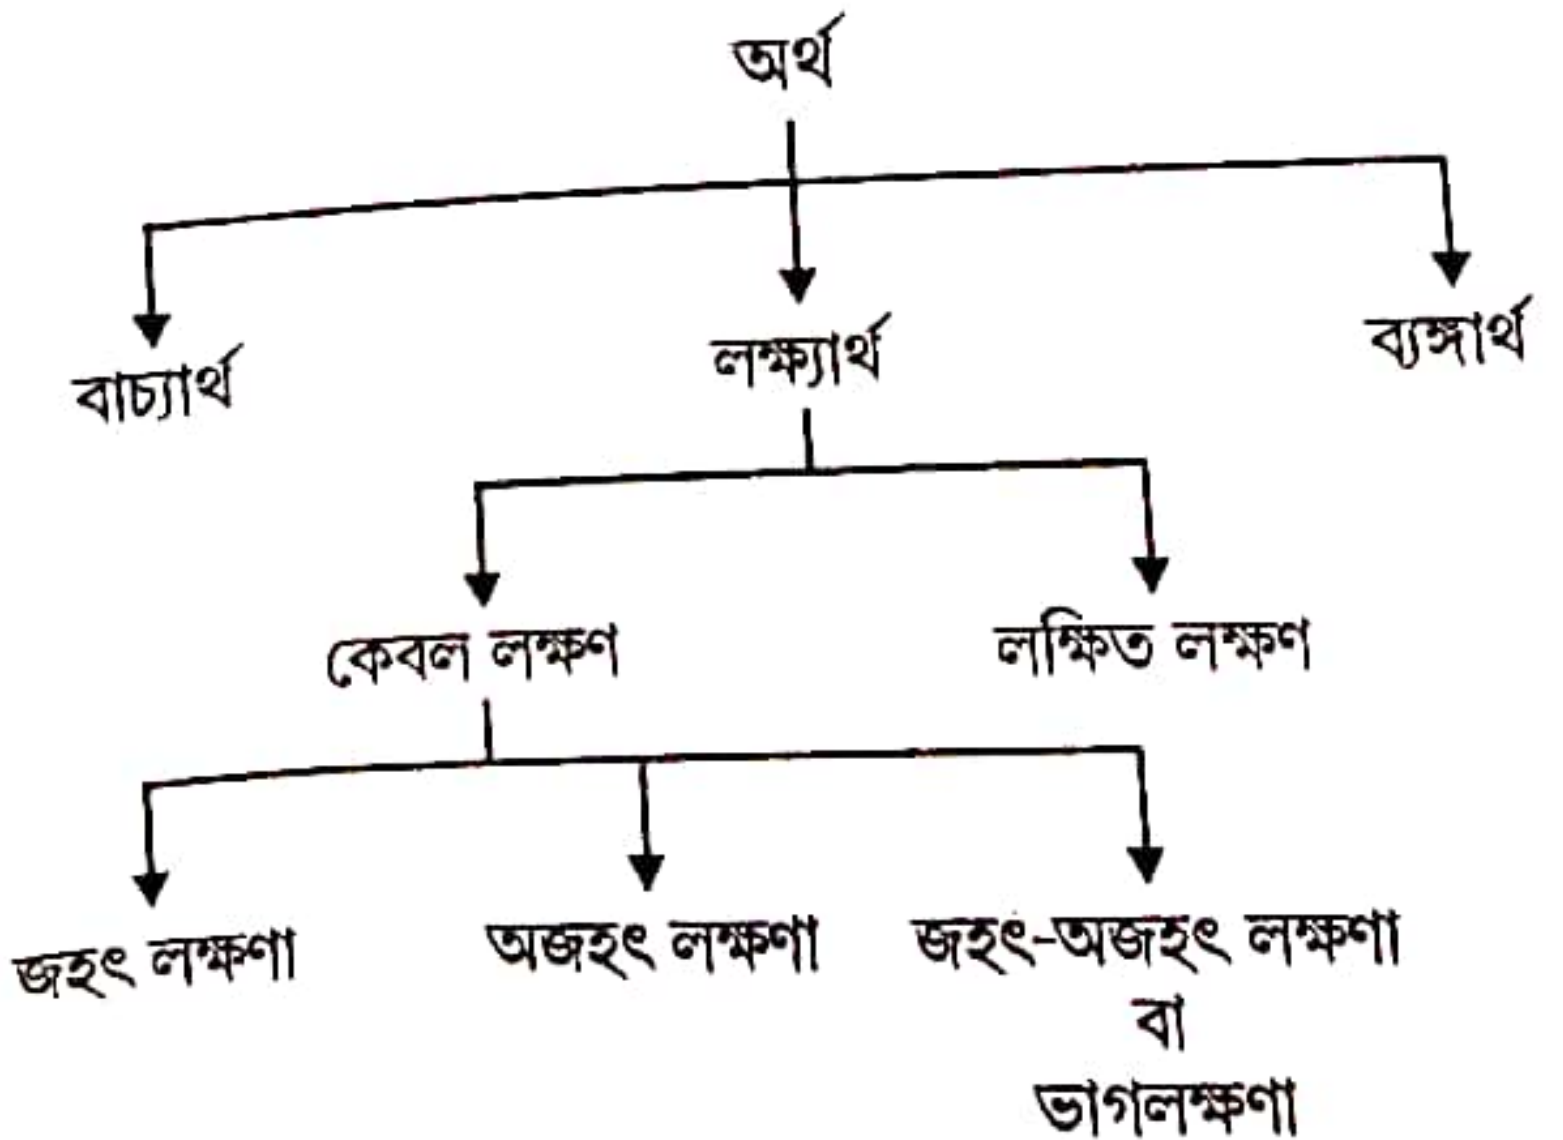 অর্থ
বাচ্যার্থ
লক্ষ্যার্থ
ব্যঙ্গার্থ
কেবল লক্ষণ
লক্ষিত লক্ষণ
জহৎ লক্ষণা
অজহৎ লক্ষণা
জহৎ-অজহৎ লক্ষণা
বা
ভাগলক্ষণা